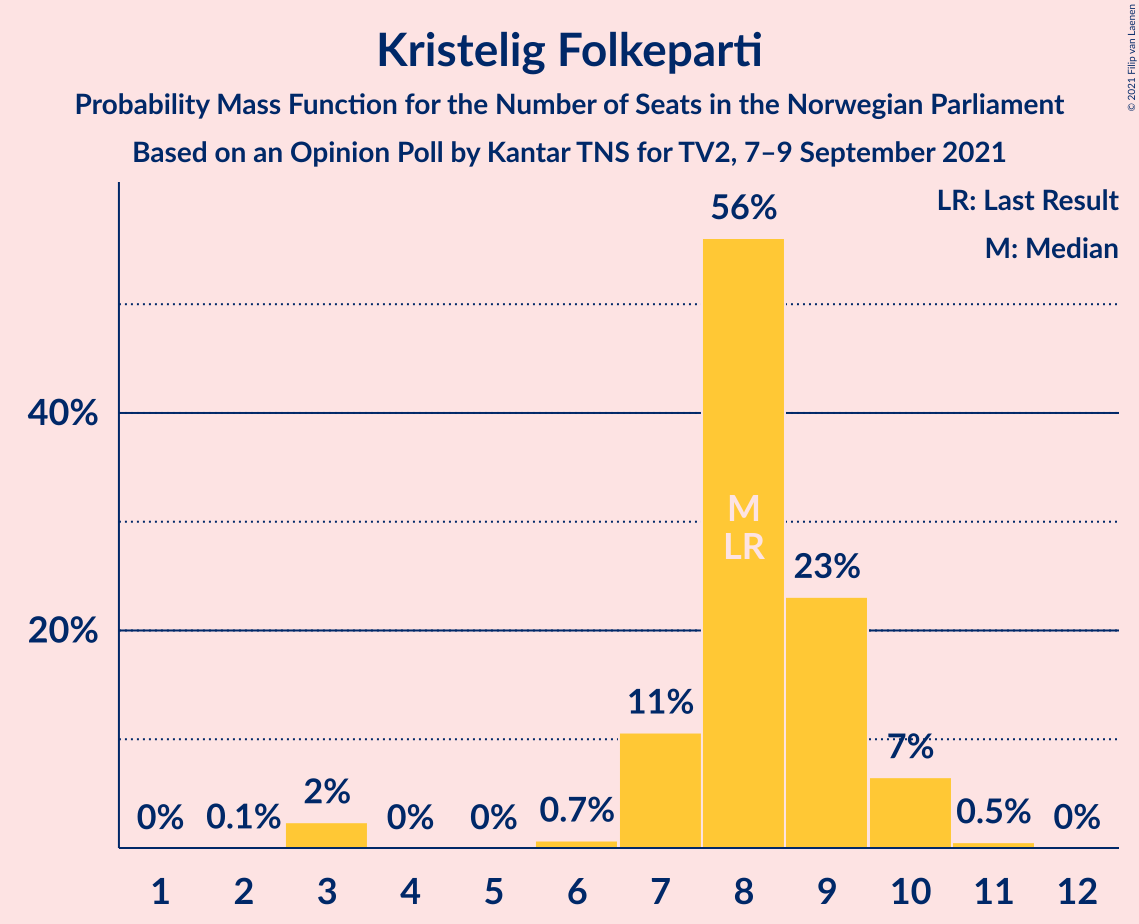 Kristelig Folkeparti
Probability Mass Function for the Number of Seats in the Norwegian Parliament
Based on an Opinion Poll by Kantar TNS for TV2, 7–9 September 2021
© 2021 Filip van Laenen
LR: Last Result
M: Median
56%
40%
M
LR
23%
20%
11%
7%
2%
0%
0.1%
0%
0%
0.7%
0.5%
0%
1 2 3 4 5 6 7 8 9 10 11 12